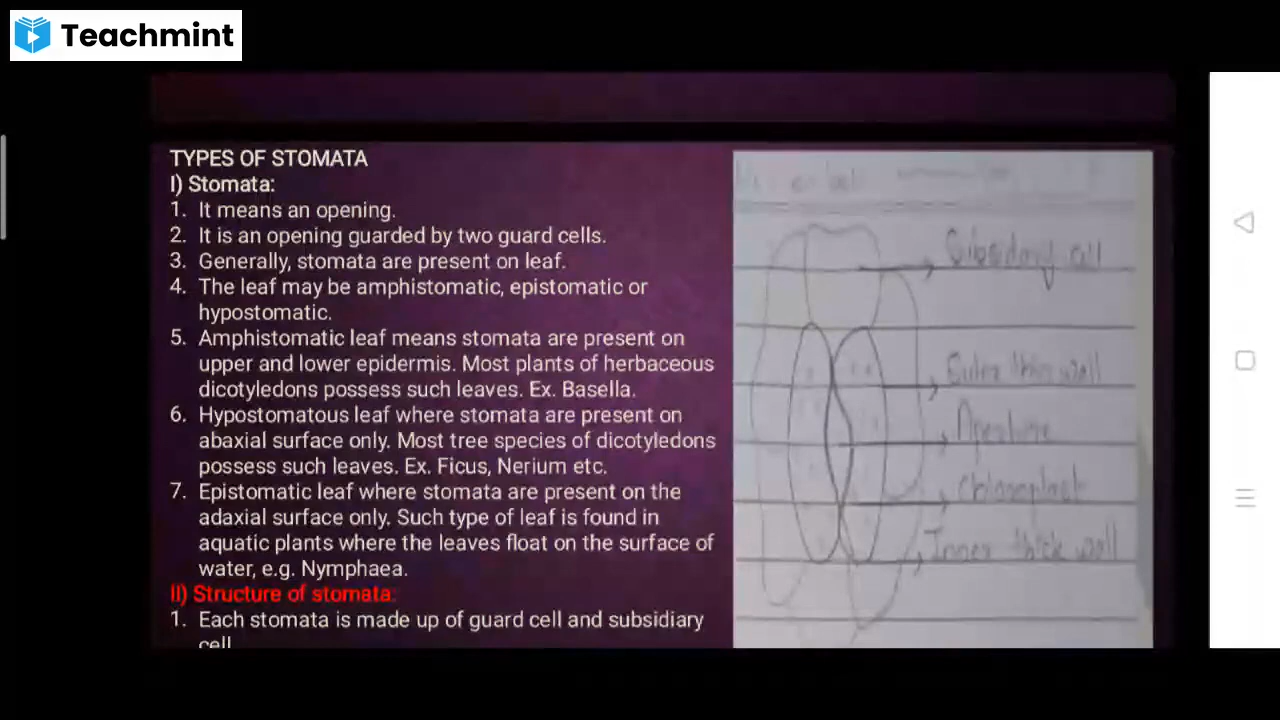 Teachmint
TYPES OF STOMATA
I) Stomata:
1. It means an opening.
2. It is an opening guarded by two guard cells.
3. Generally, stomata are present on leaf.
4. The leaf may be amphistomatic, epistomatic or
hypostomatic.
5. Amphistomatic leaf means stomata are present on
upper and lower epidermis. Most plants of herbaceous
dicotyledons possess such leaves. Ex. Basella.
6. Hypostomatous leaf where stomata are present on
abaxial surface only. Most tree species of dicotyledons
possess such leaves. Ex. Ficus, Nerium etc.
7. Epistomatic leaf where stomata are present on the
adaxial surface only. Such type of leaf is found in
aquatic plants where the leaves float on the surface of
water, e.g. Nymphaea.
II) Structure of stomata:
1. Each stomata is made up of guard cell and subsidiary
cell
cell
thin wall
Aperture
Chloroplast
Inner thick wall